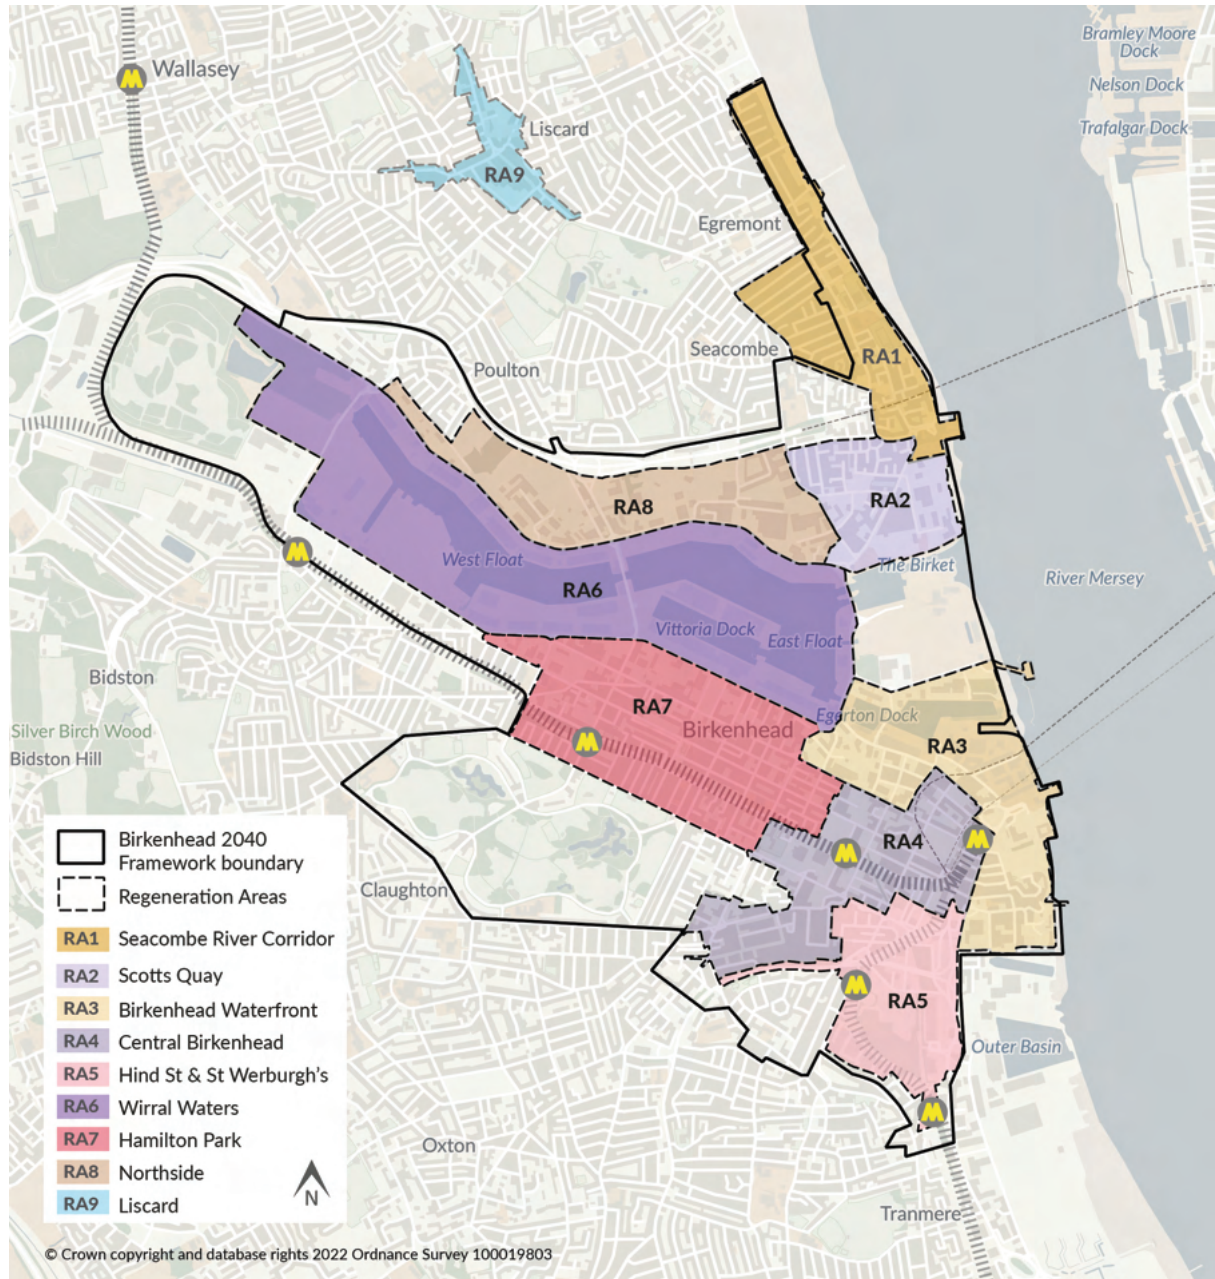 Bramley Moore
Dock
Wallasey
Nelson Dock
Liscard
Trafalgar Dock
RA9
Egremont
Seacombe
RA1
Poulton
RA2
RA8
West Float
The Birket
River Mersey
RA6
Vittoria Dock
East Float
Bidston
RA7
Egerton Dock
Silver Birch Wood
Birkenhead
RA3
Bidston Hill
RA4
Claughton
RA5
Outer Basin
Oxton
Tranmere
Birkenhead 2040
Framework boundary
Regeneration Areas
RA1 Seacombe River Corridor
RA2 Scotts Quay
RA3 Birkenhead Waterfront
RA4 Central Birkenhead
RA5 Hind St & St Werburgh's
RA6 Wirral Waters
RA7 Hamilton Park
RA8 Northside
RA9 Liscard
N
© Crown copyright and database rights 2022 Ordnance Survey 100019803